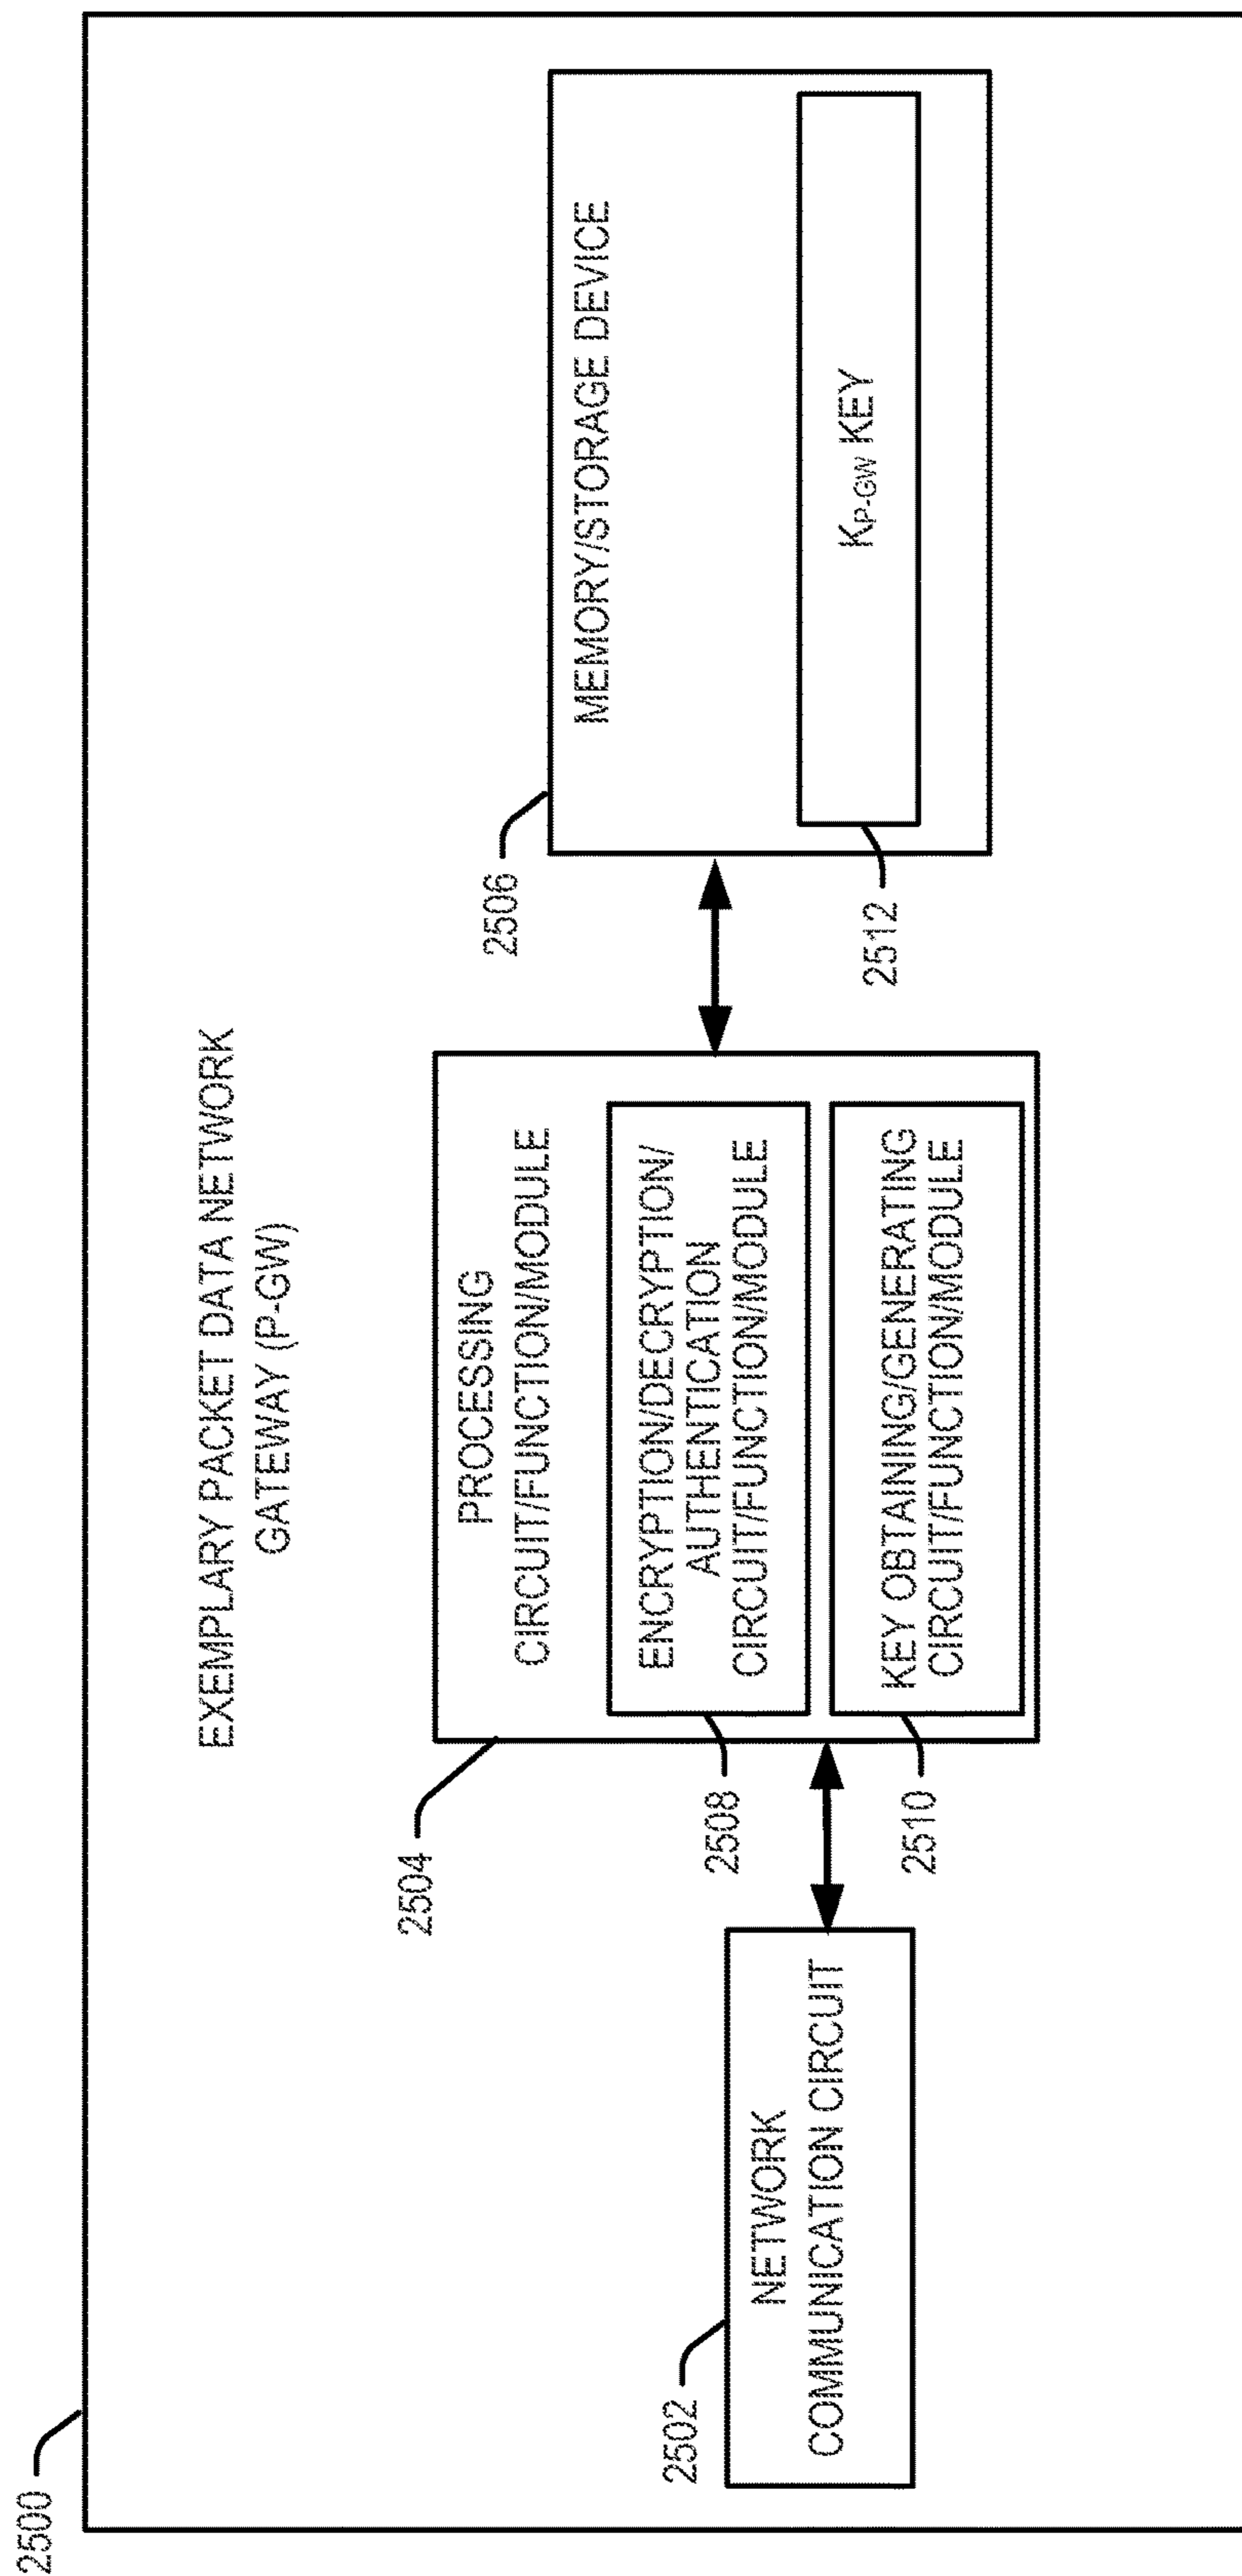 2500
EXEMPLARY PACKET DATA NETWORK
GATEWAY (P-GW)
2502
NETWORK
COMMUNICATION CIRCUIT
2504
PROCESSING
CIRCUIT/FUNCTION/MODULE
2508
ENCRYPTION/DECRYPTION/
AUTHENTICATION
CIRCUIT/FUNCTION/MODULE
2510
KEY OBTAINING/GENERATING
CIRCUIT/FUNCTION/MODULE
2506
MEMORY/STORAGE DEVICE
2512
KP-GW KEY